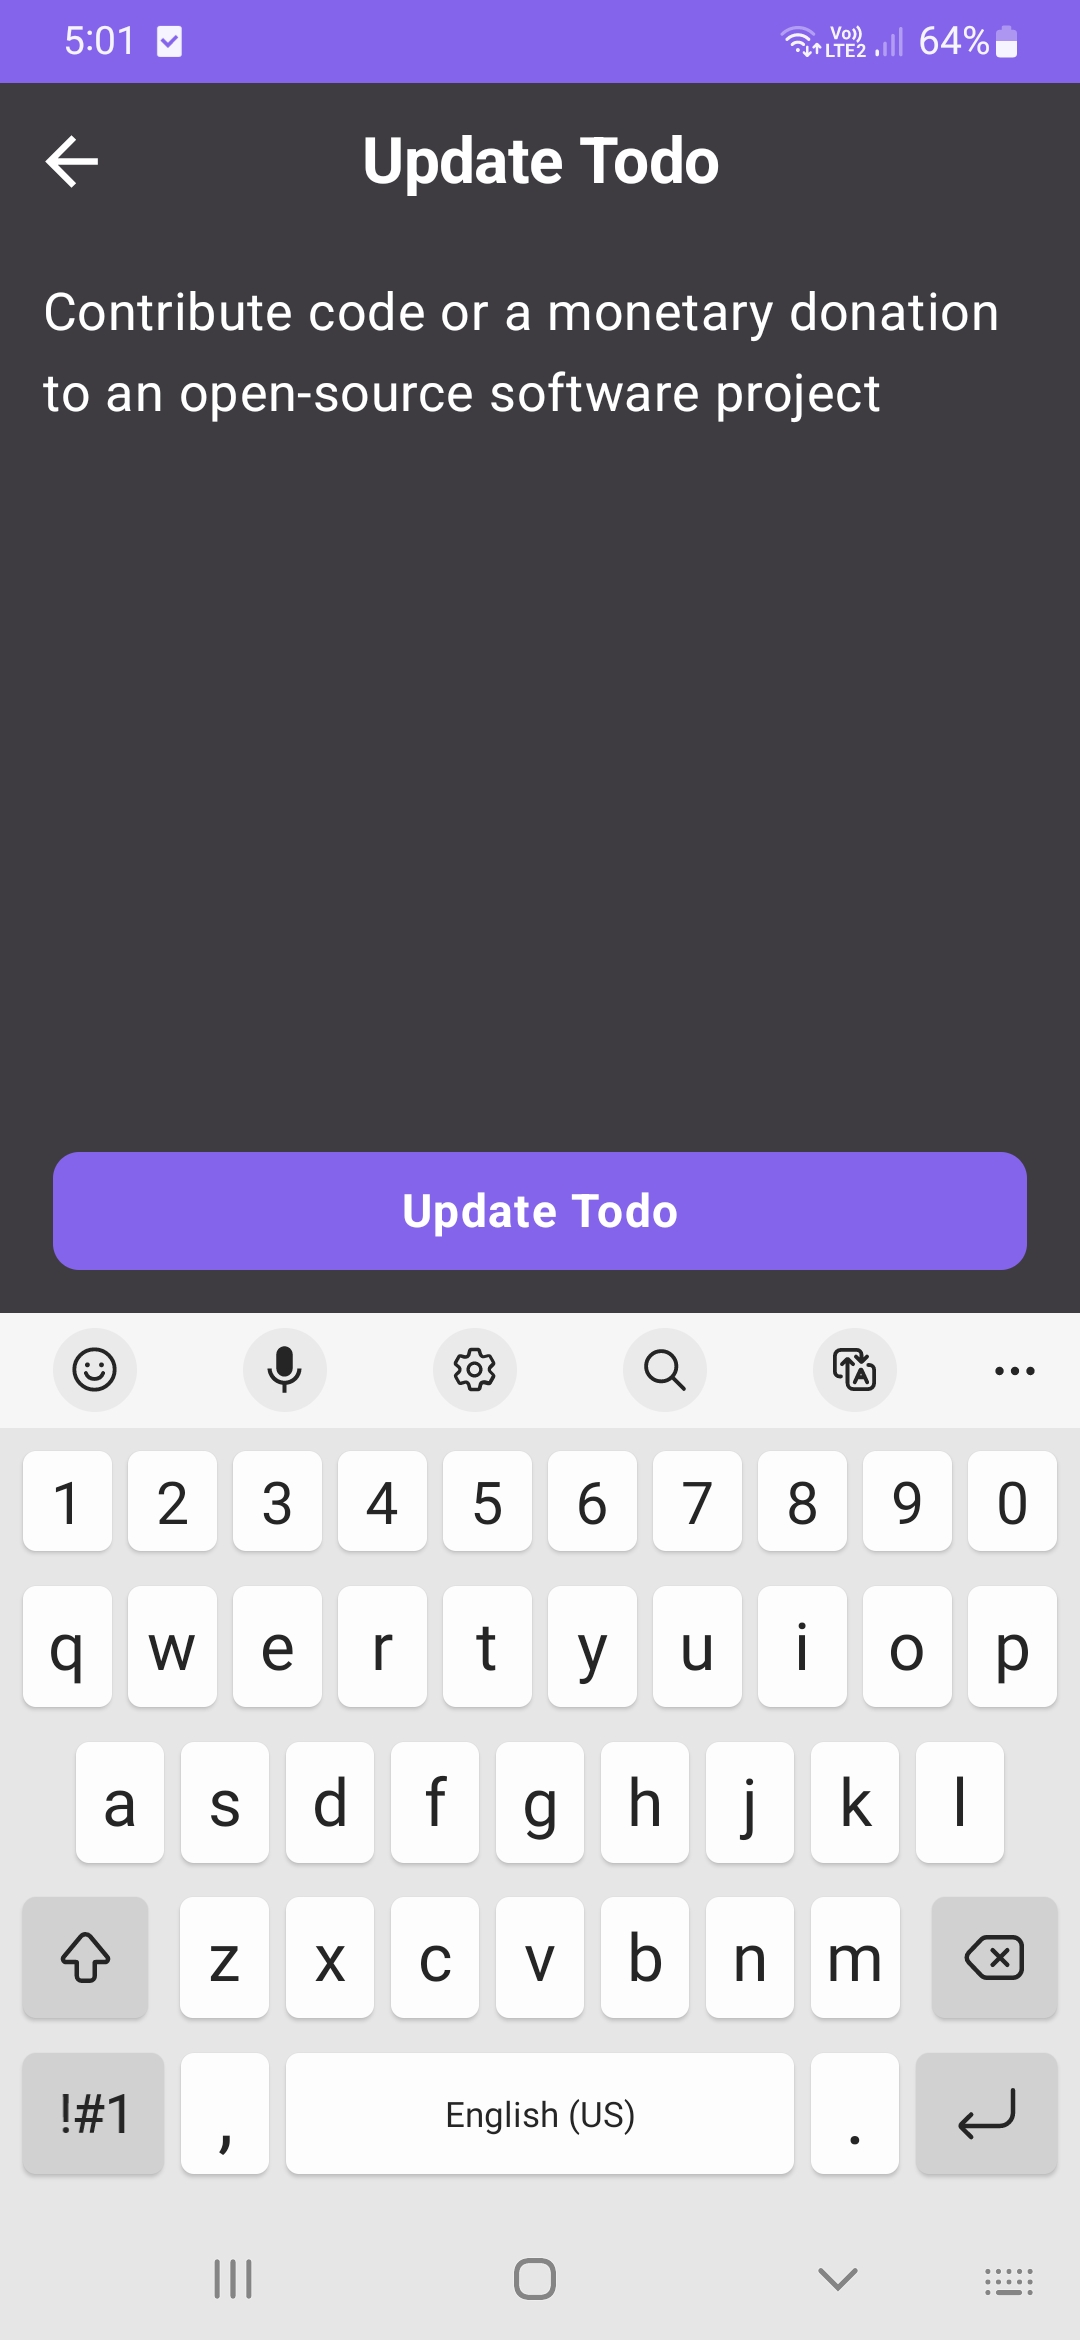 5:01 Vo)) LTE2 64%
Update Todo
Contribute code or a monetary donation
to an open-source software project
Update Todo
1 2 3 4 5 6 7 8 9 0
q w e r t y u i o p
a s d f g h j k l
z x c v b n m
!#1 , English (US) .